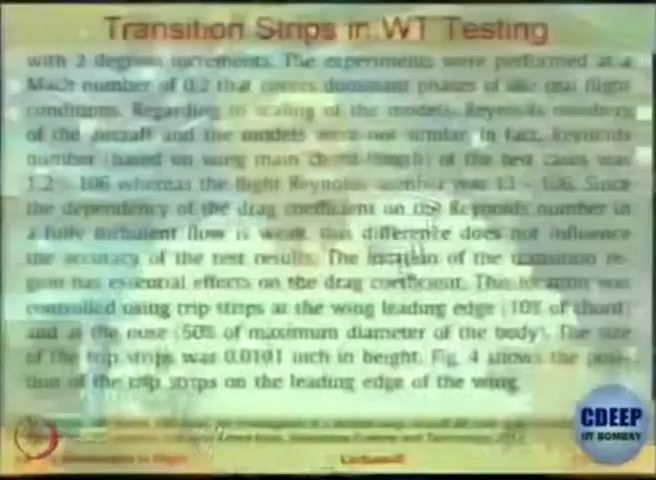 Transition Strips in WT Testing
with 2 degrees increments. The experiments were performed at a
Mach number of 0.2 that covers dominant phases of the real flight
conditions. Regarding to scaling of the models, Reynolds numbers
of the aircraft and the models were not similar. In fact, Reynolds
number (based on wing main chord length) of the test cases was
1.2 106 whereas the flight Reynolds number was 106. Since
the dependency of the drag coefficient on the Reynolds number in
a fully turbulent flow is weak, this difference does not influence
the accuracy of the test results. The location of the transition re-
gion has essential effects on the drag coefficient. This location was
controlled using trip strips at the wing leading edge (10% of chord)
and at the nose (50% of maximum diameter of the body). The size
of the trip strips was 0.0101 inch in height. Fig. 4 shows the posi-
tion of the trip strips on the leading edge of the wing.
CDEEP
IIT BOMBAY